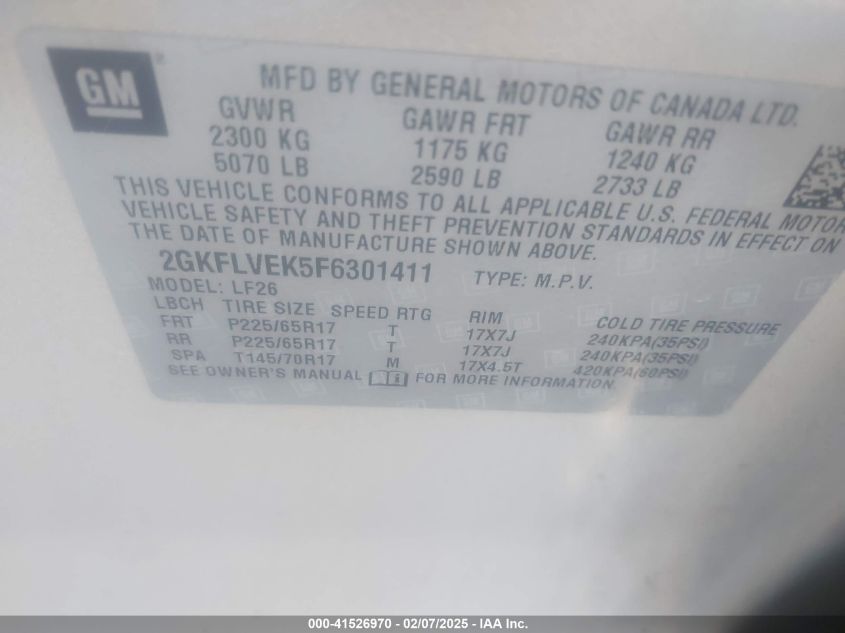 GM
MFD BY GENERAL MOTORS OF CANADA LTD.
GVWR GAWR FRT GAWR RR
2300 KG 1175 KG 1240 KG
5070 LB 2590 LB 2733 LB
THIS VEHICLE CONFORMS TO ALL APPLICABLE U.S. FEDERAL MOTOR
VEHICLE SAFETY AND THEFT PREVENTION STANDARDS IN EFFECT ON
THE DATE OF MANUFACTURE SHOWN ABOVE.
2GKFLVEK5F6301411 TYPE: M.P.V.
MODEL: LF26
LBCH TIRE SIZE SPEED RTG RIM COLD TIRE PRESSURE
FRT P225/65R17 T 17X7J 240KPA(35PSI)
RR P225/65R17 T 17X7J 240KPA(35PSI)
SPA T145/70R17 M 17X4.5T 420KPA(60PSI)
SEE OWNER'S MANUAL FOR MORE INFORMATION
000-41526970 — 02/07/2025 — IAA Inc.